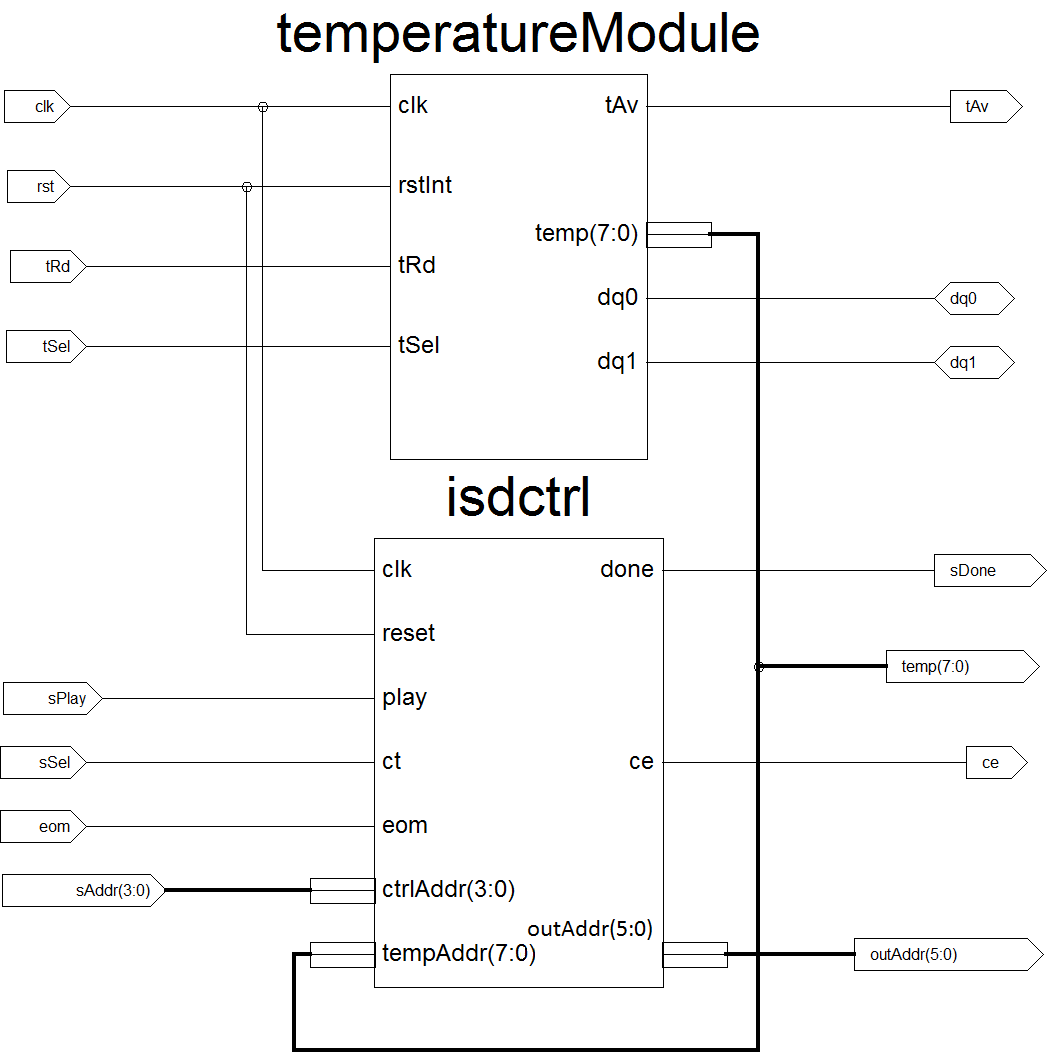 temperatureModule
clk
clk
tAv
tAv
rst
rstInt
temp(7:0)
tRd
tRd
dq0
dq0
tSel
tSel
dq1
dq1
isdctrl
clk
done
sDone
reset
temp(7:0)
sPlay
play
sSel
ct
ce
ce
eom
eom
sAddr(3:0)
ctrlAddr(3:0)
outAddr(5:0)
tempAddr(7:0)
outAddr(5:0)